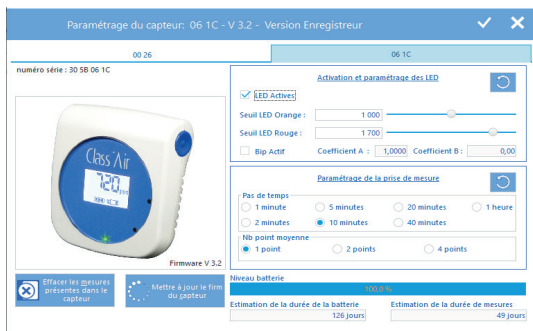 Paramétrage du capteur: 06 1C - V 3.2 - Version Enregistreur
00 26
06 1C
numéro série : 30 5B 06 1C
Class'Air
720 ppm
Firmware V 3.2
Effacer les mesures
présentes dans le
capteur
Mettre à jour le firm
du capteur
Activation et paramétrage des LED
LED Actives
Seuil LED Orange : 1 000
Seuil LED Rouge : 1 700
Bip Actif Coefficient A : 1,0000 Coefficient B : 0,00
Paramétrage de la prise de mesure
Pas de temps
1 minute 5 minutes 20 minutes 1 heure
2 minutes 10 minutes 40 minutes
Nb point moyenne
1 point 2 points 4 points
Niveau batterie
100,0 %
Estimation de la durée de la batterie Estimation de la durée de mesures
126 jours 49 jours